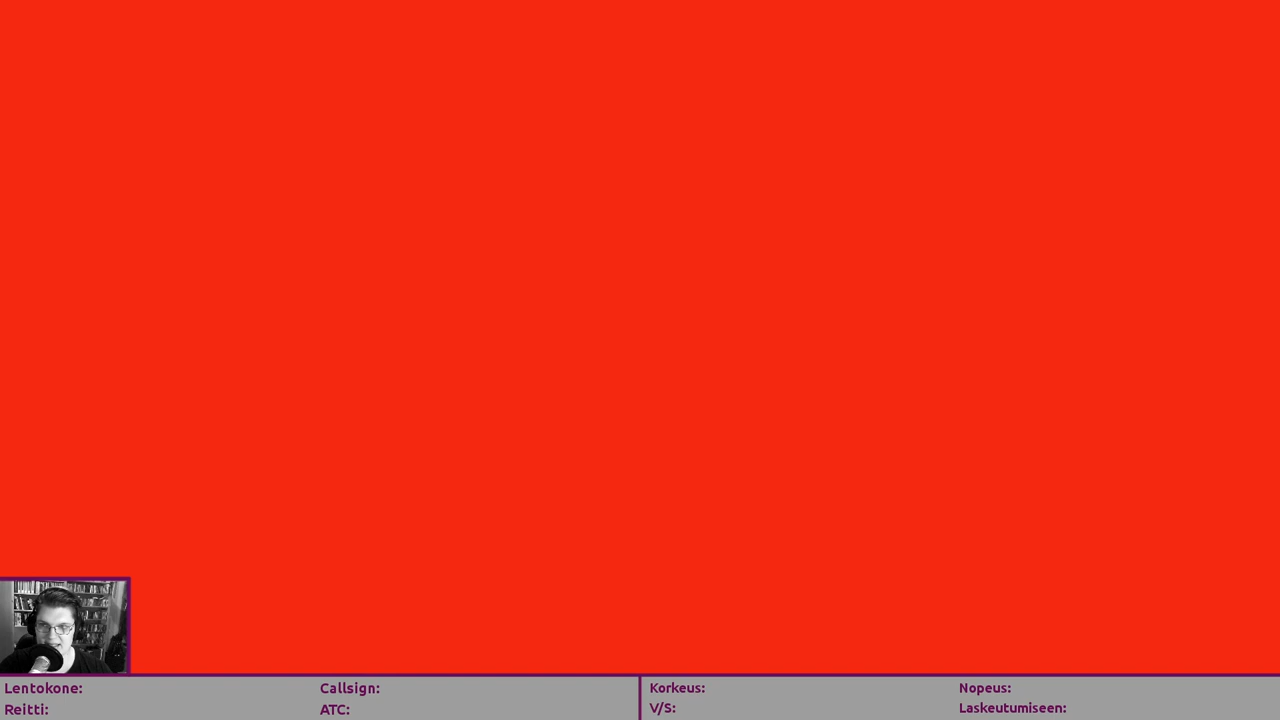 Lentokone:
Callsign:
Korkeus:
Nopeus:
Reitti:
ATC:
V/S:
Laskeutumiseen: